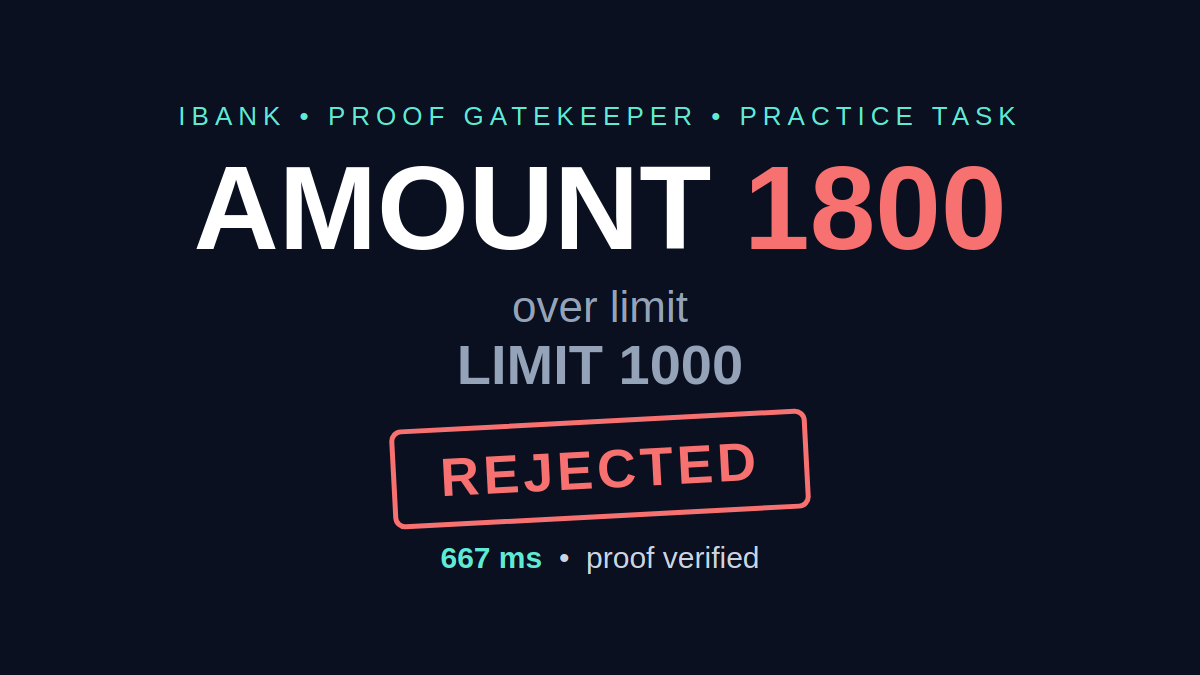 IBANK • PROOF GATEKEEPER • PRACTICE TASK
AMOUNT 1800
over limit
LIMIT 1000
REJECTED
667 ms • proof verified